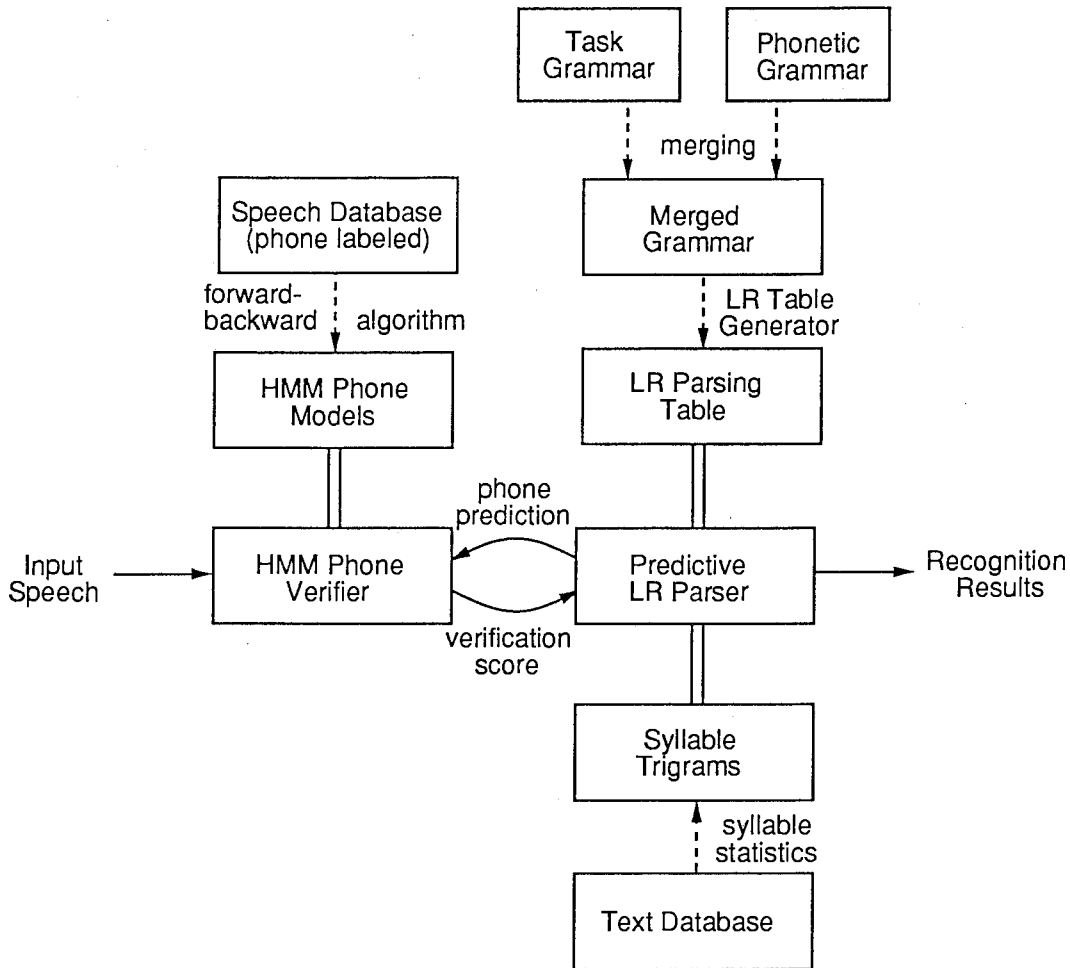 Task
Grammar
Phonetic
Grammar
merging
Speech Database
(phone labeled)
Merged
Grammar
forward-
backward
algorithm
LR Table
Generator
HMM Phone
Models
LR Parsing
Table
phone
prediction
Input
Speech
HMM Phone
Verifier
Predictive
LR Parser
Recognition
Results
verification
score
Syllable
Trigrams
syllable
statistics
Text Database